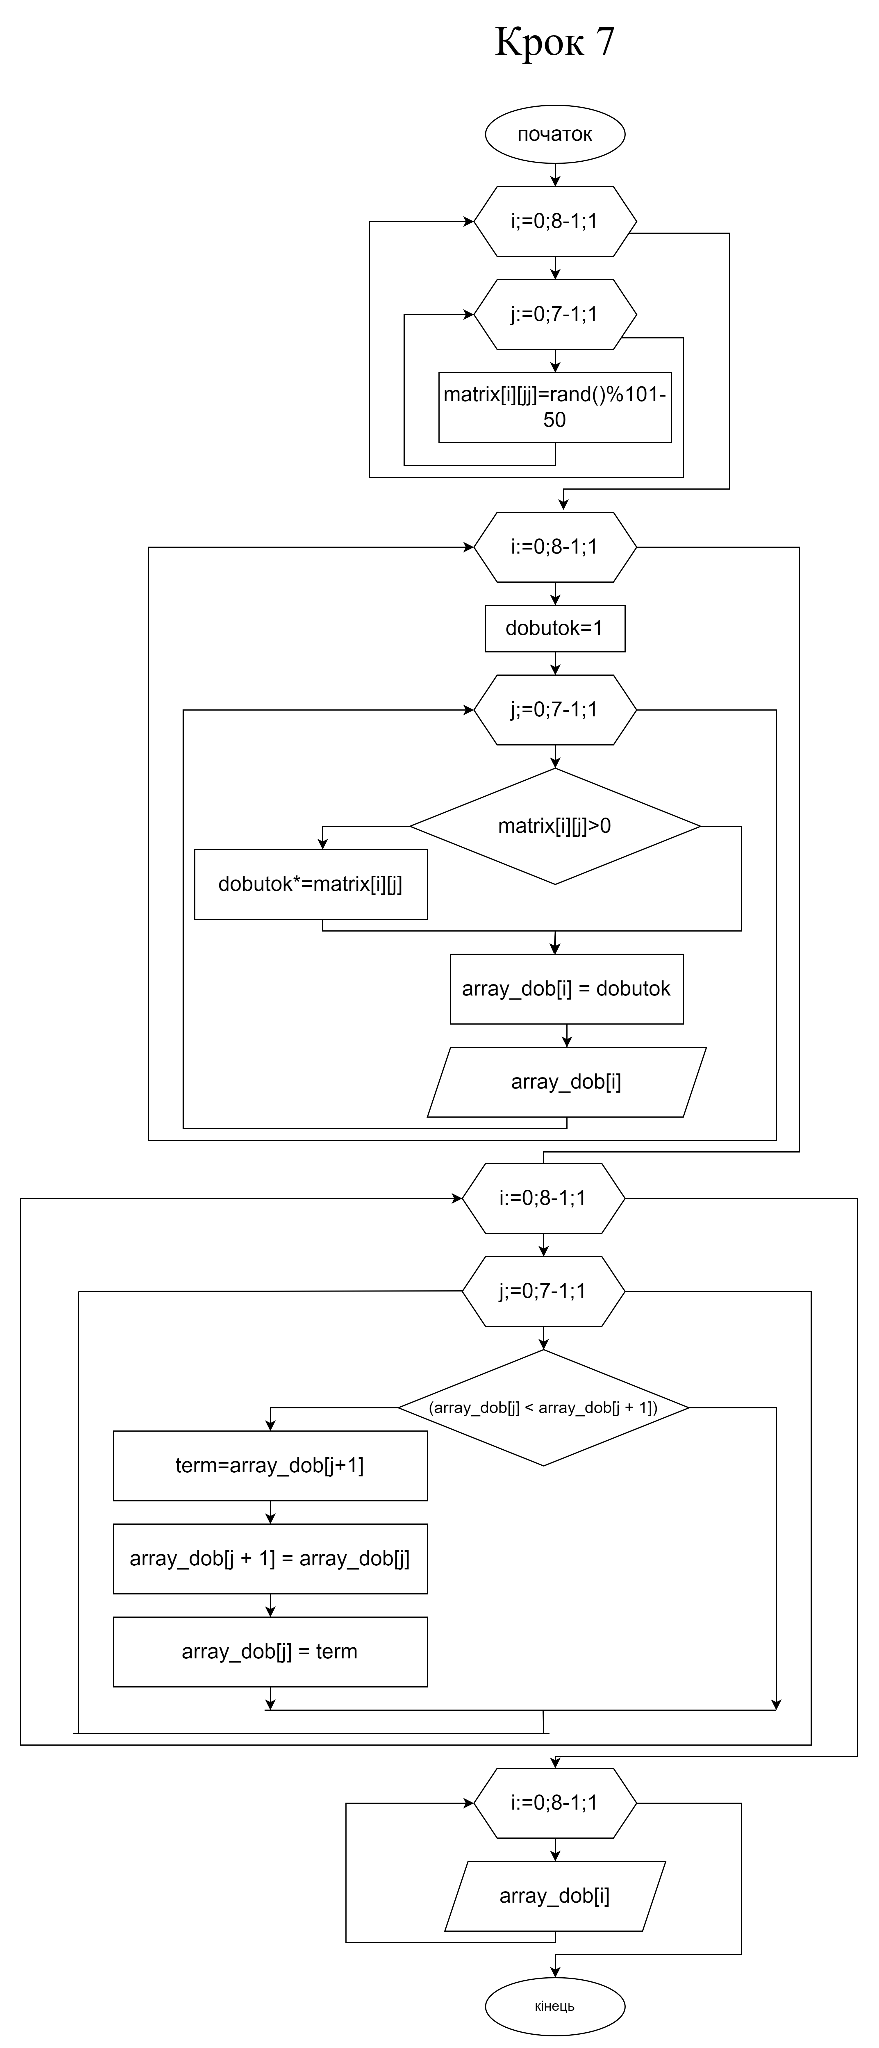 Крок 7
початок
i;=0;8-1;1
j:=0;7-1;1
matrix[i][jj]=rand()%101-
50
i:=0;8-1;1
dobutok=1
j;=0;7-1;1
matrix[i][j]>0
dobutok*=matrix[i][j]
array_dob[i] = dobutok
array_dob[i]
i:=0;8-1;1
j;=0;7-1;1
(array_dob[j] < array_dob[j + 1])
term=array_dob[j+1]
array_dob[j + 1] = array_dob[j]
array_dob[j] = term
i:=0;8-1;1
array_dob[i]
кінець